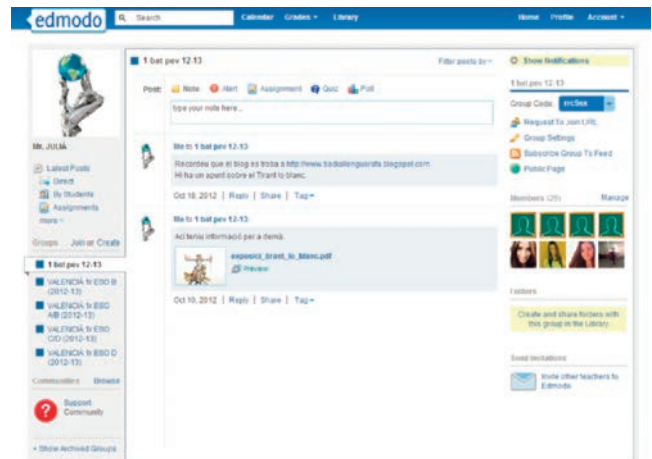 edmodo
Search
Calendar
Grades
Library
Home
Profile
Account
1 bat pev 12-13
Filter posts by
Post:
Note
Alert
Assignment
Quiz
Poll
type your note here...
Mr. JULIÀ
Latest Posts
Direct
By Students
Assignments
more
Groups
Join or Create
1 bat pev 12-13
VALENCIÀ 1r ESO B
(2012-13)
VALENCIÀ 1r ESO
A/B (2012-13)
VALENCIÀ 1r ESO
C/D (2012-13)
VALENCIÀ 1r ESO D
(2012-13)
Communities
Browse
Support
Community
+ Show Archived Groups
Me to 1 bat pev 12-13
Recordeu que el blog es troba a
Hi ha un apunt sobre el Tirant lo blanc.
Oct 18, 2012 | Reply | Share | Tag
Me to 1 bat pev 12-13
Ací teniu informació per a demà.
exposici_tirant_lo_blanc.pdf
Preview
Oct 10, 2012 | Reply | Share | Tag
Show Notifications
1 bat pev 12-13
Group Code:
Request To Join URL
Group Settings
Subscribe Group To Feed
Public Page
Members (25)
Manage
Folders
Create and share folders with
this group in the Library.
Send Invitations
Invite other teachers to
Edmodo